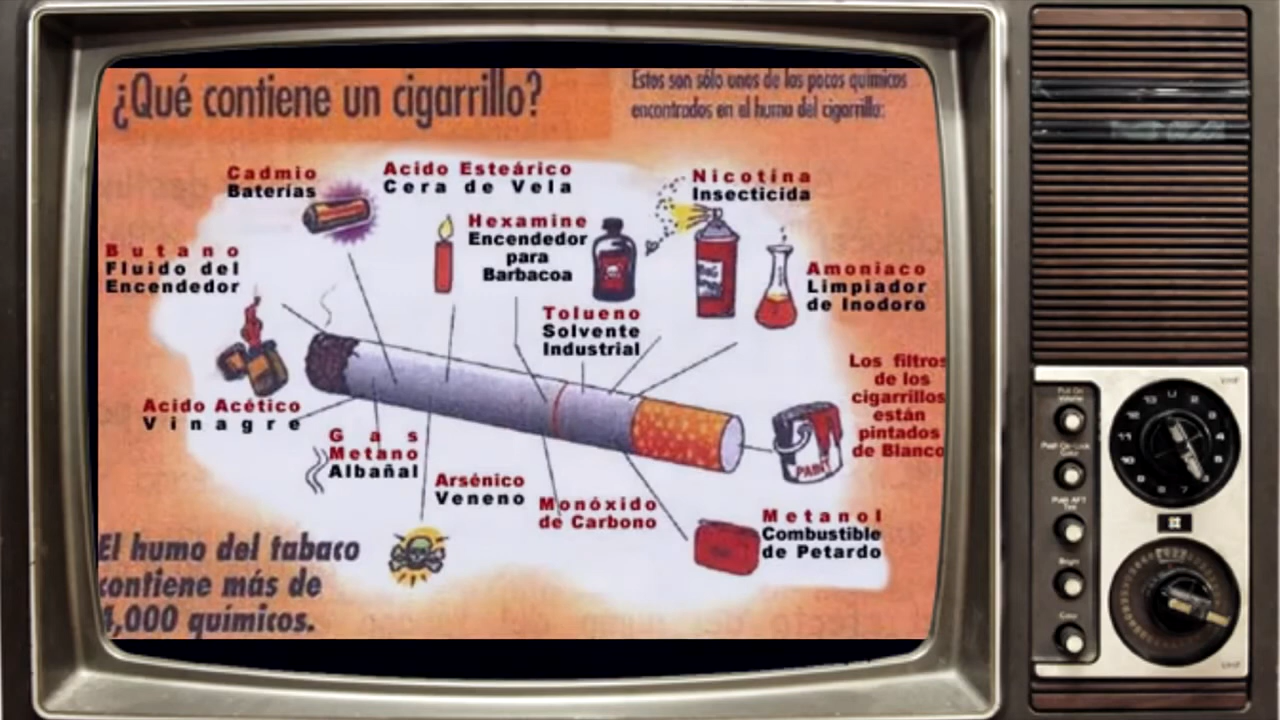 ¿Qué contiene un cigarrillo?
Estos son sólo unos de los pocos químicos
encontrados en el humo del cigarrillo:
Cadmio
Baterías
Acido Esteárico
Cera de Vela
Nicotina
Insecticida
Hexamine
Encendedor
para
Barbacoa
Butano
Fluido del
Encendedor
Amoniaco
Limpiador
de Inodoro
Tolueno
Solvente
Industrial
Los filtros
de los
cigarrillos
están
pintados
de Blanco
Acido Acético
Vinagre
Gas
Metano
Albañal
Arsénico
Veneno
Monóxido
de Carbono
PAINT
Metanol
Combustible
de Petardo
El humo del tabaco
contiene más de
4,000 químicos.